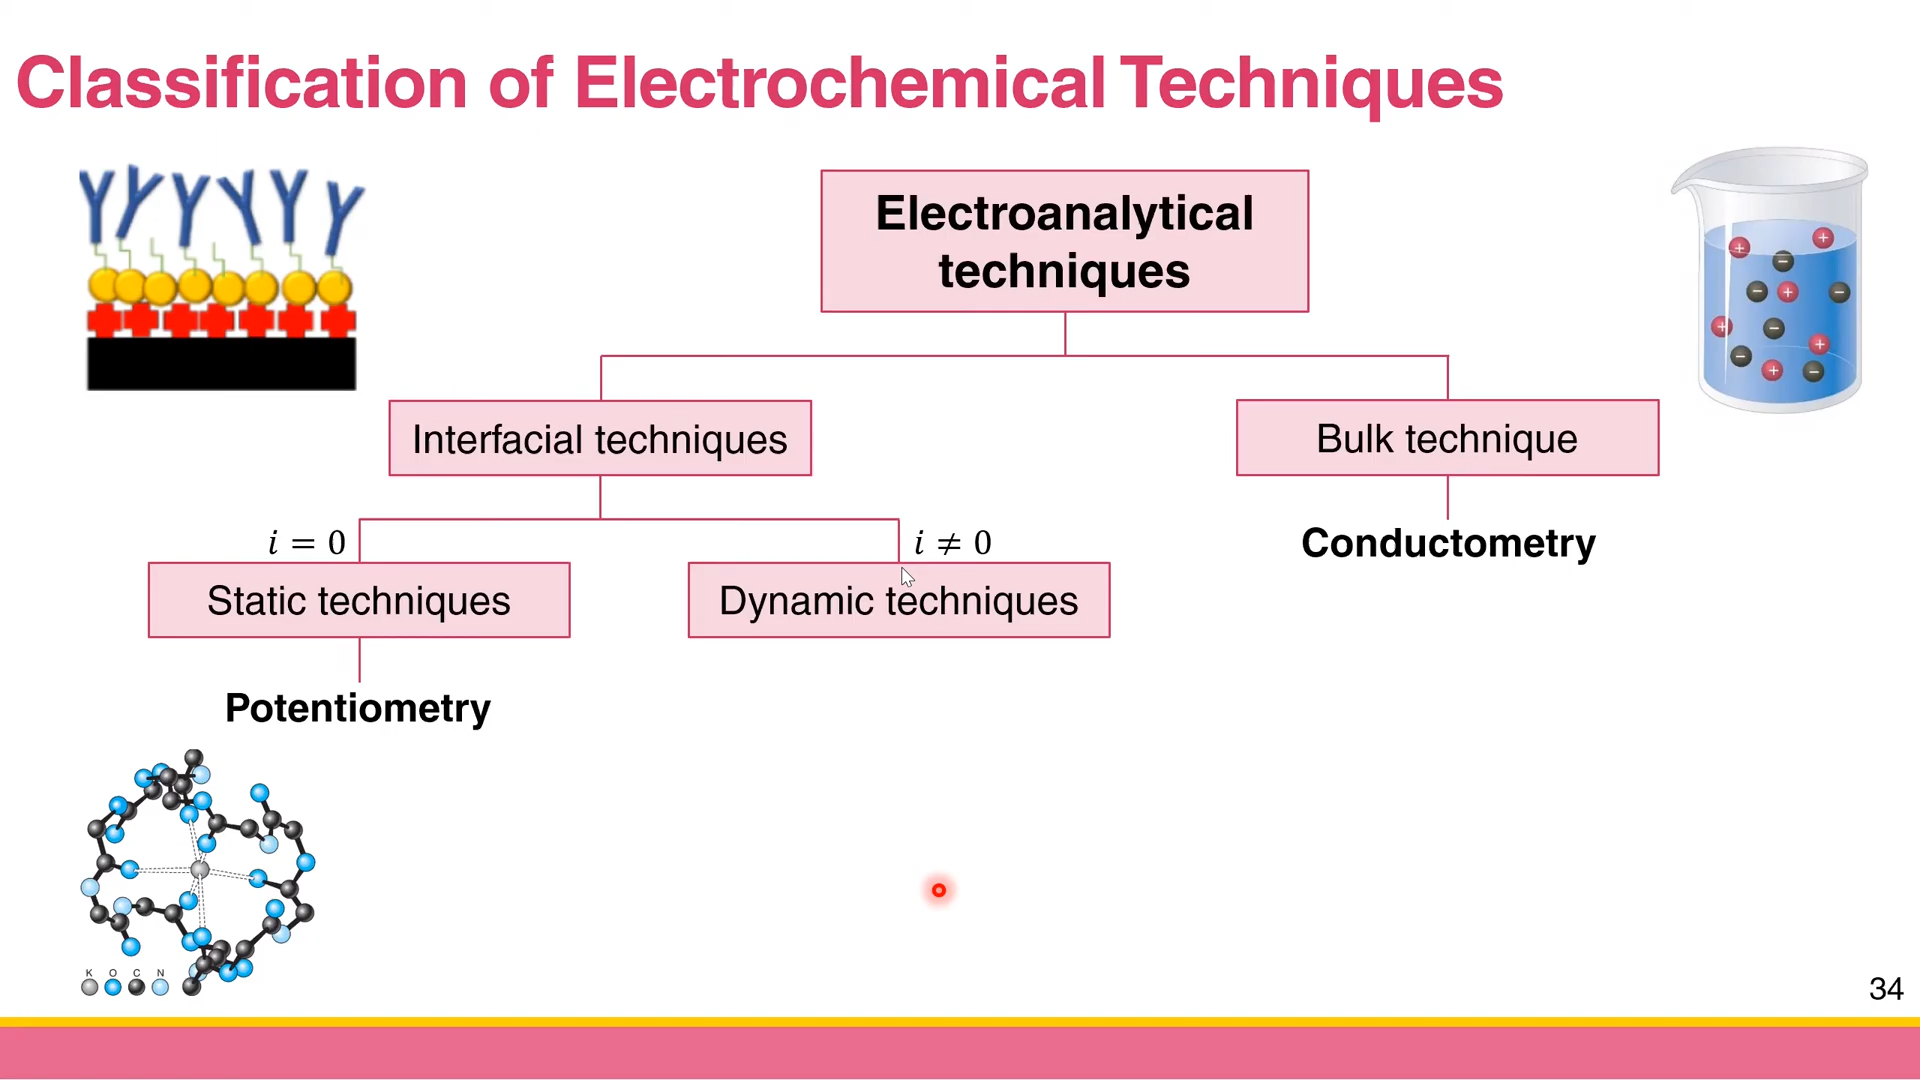 Classification of Electrochemical Techniques
Electroanalytical
techniques
Interfacial techniques
Bulk technique
i = 0
i ≠ 0
Conductometry
Static techniques
Dynamic techniques
Potentiometry
K O C N
34